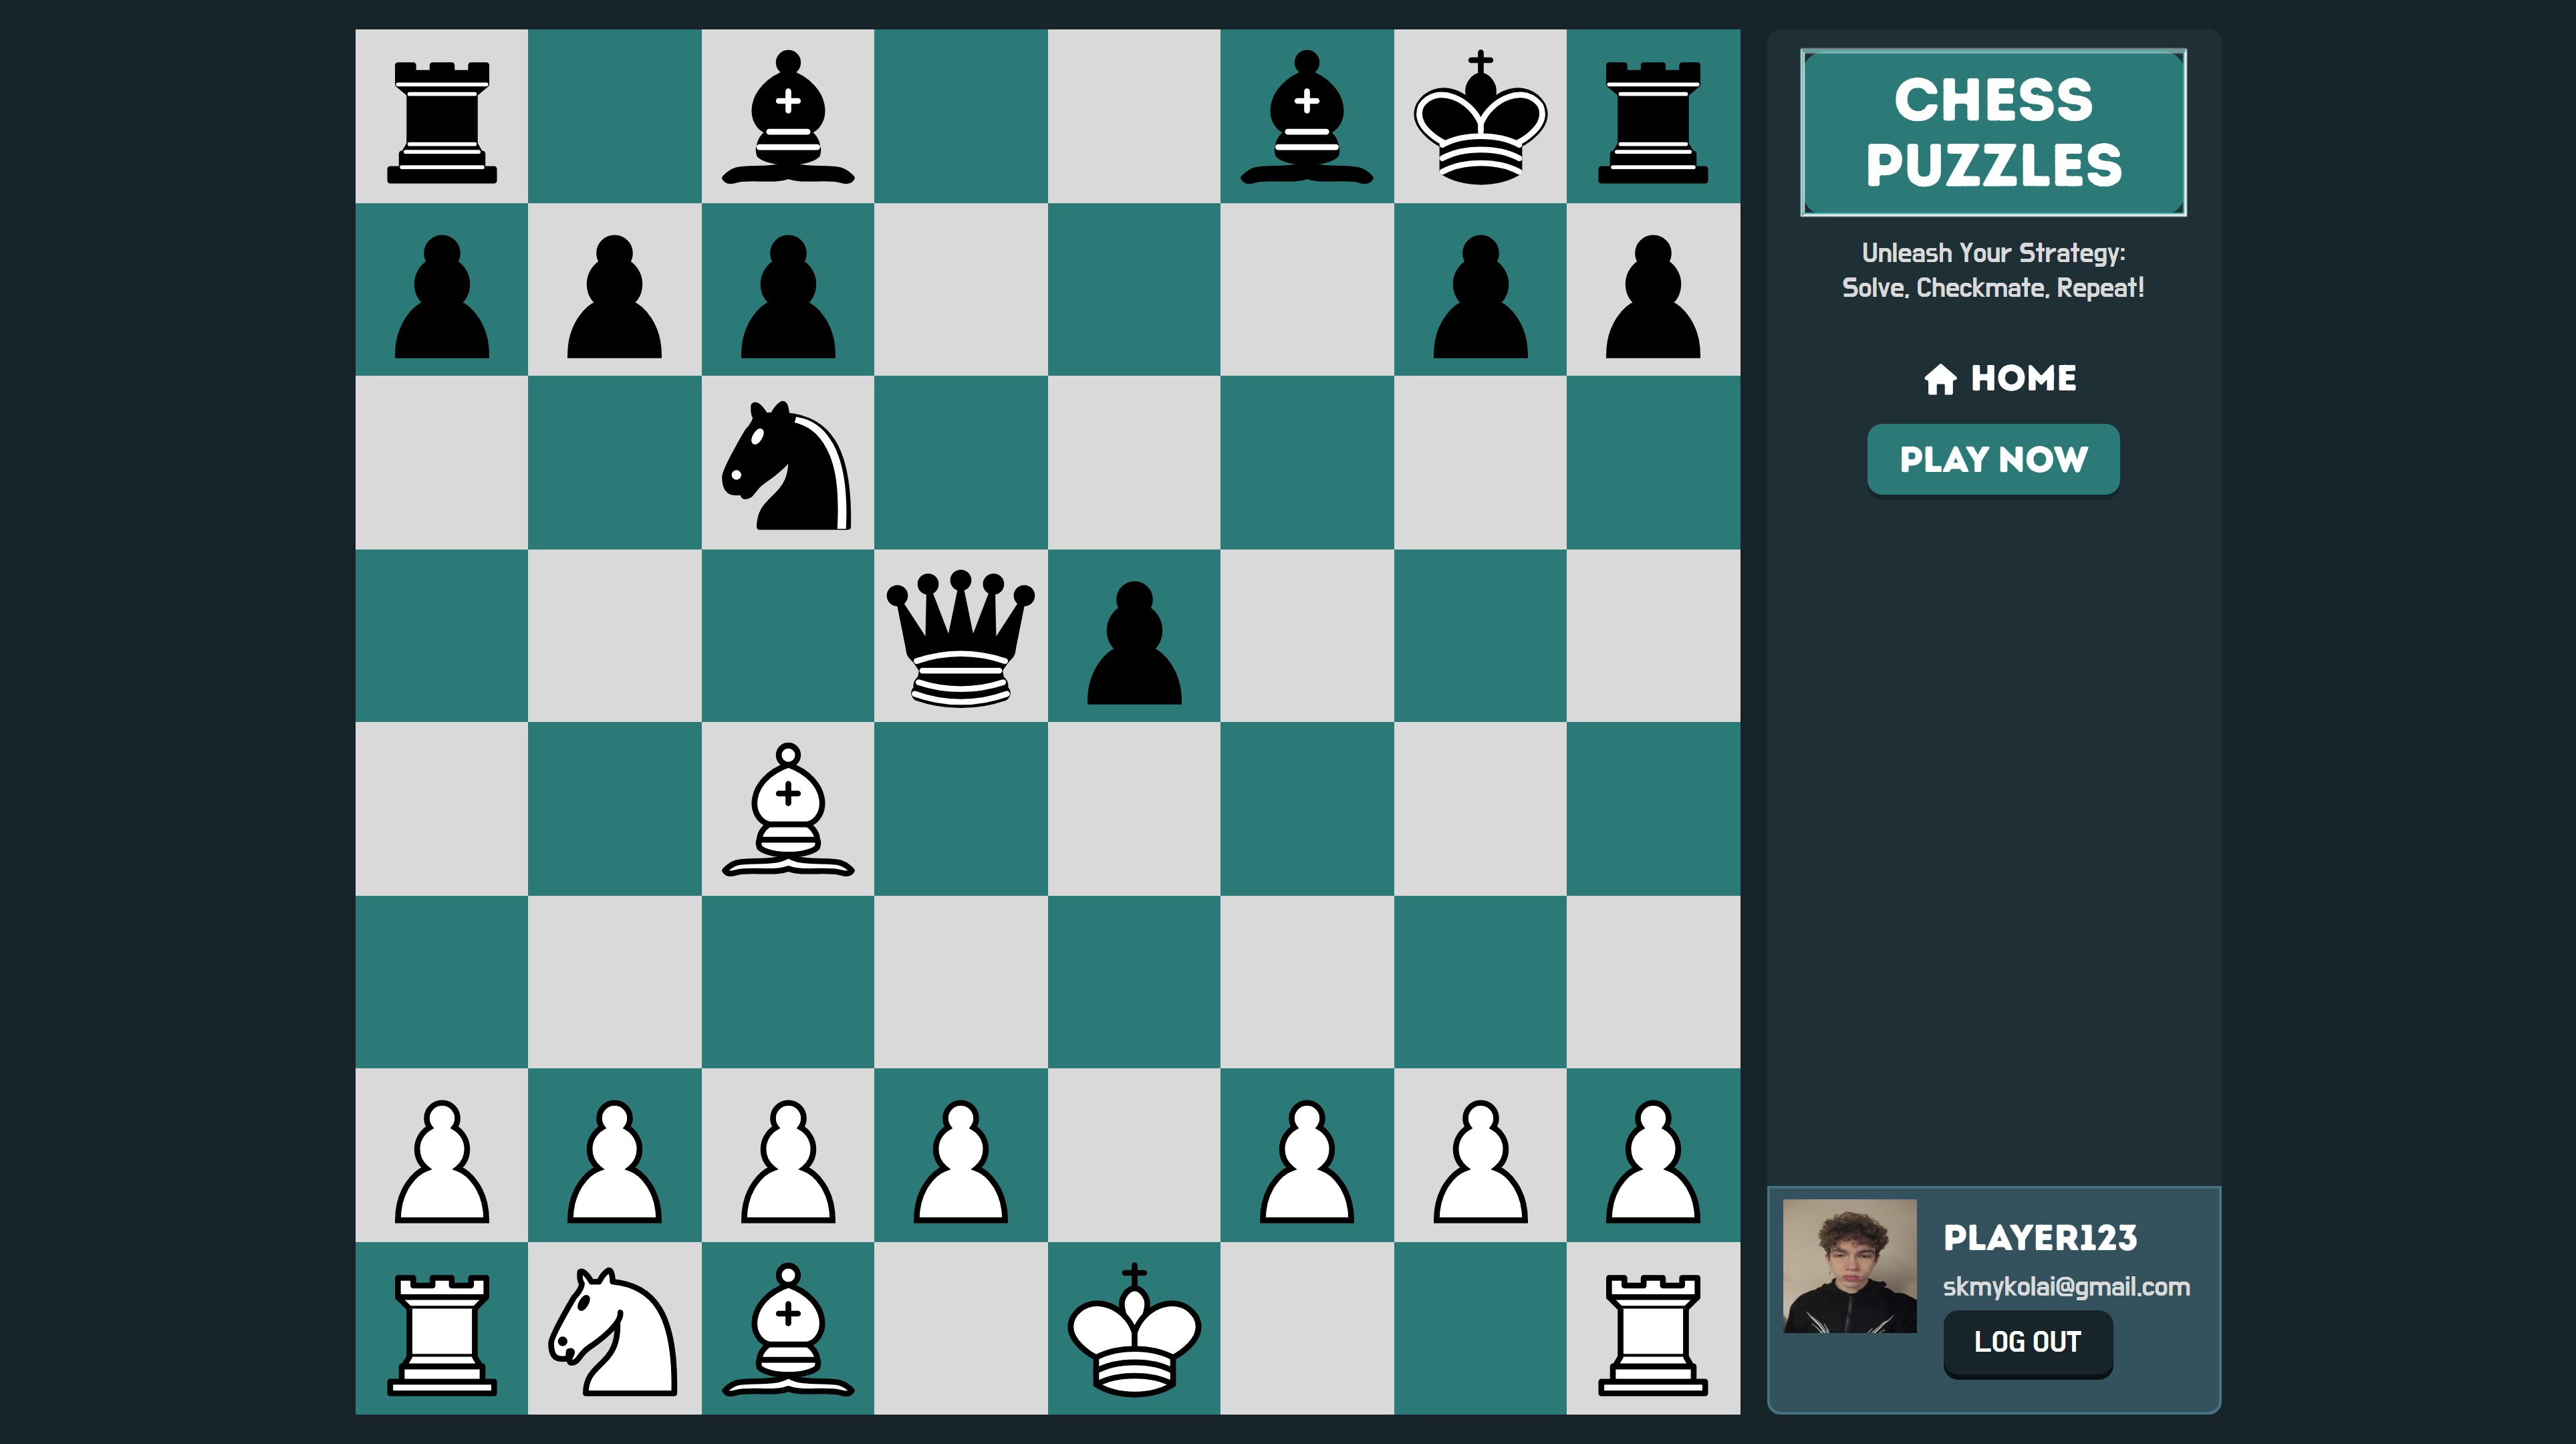 CHESS
PUZZLES
Unleash Your Strategy:
Solve, Checkmate, Repeat!
HOME
PLAY NOW
PLAYER123
skmykolai@gmail.com
LOG OUT